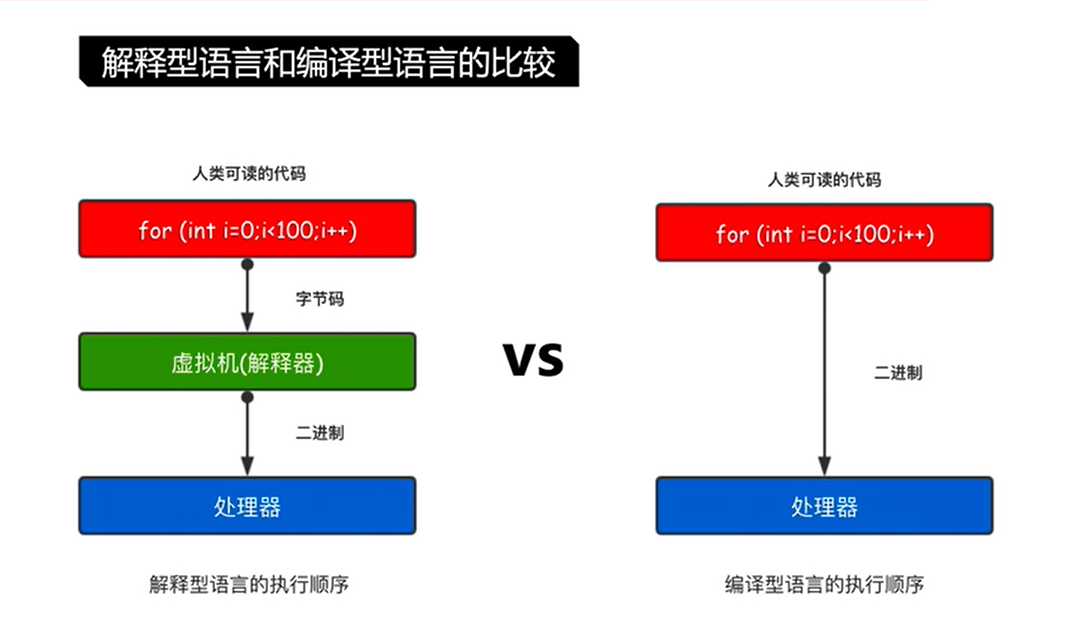 解释型语言和编译型语言的比较
人类可读的代码
for (int i=0;i<100;i++)
字节码
虚拟机(解释器)
二进制
处理器
解释型语言的执行顺序
VS
人类可读的代码
for (int i=0;i<100;i++)
二进制
处理器
编译型语言的执行顺序